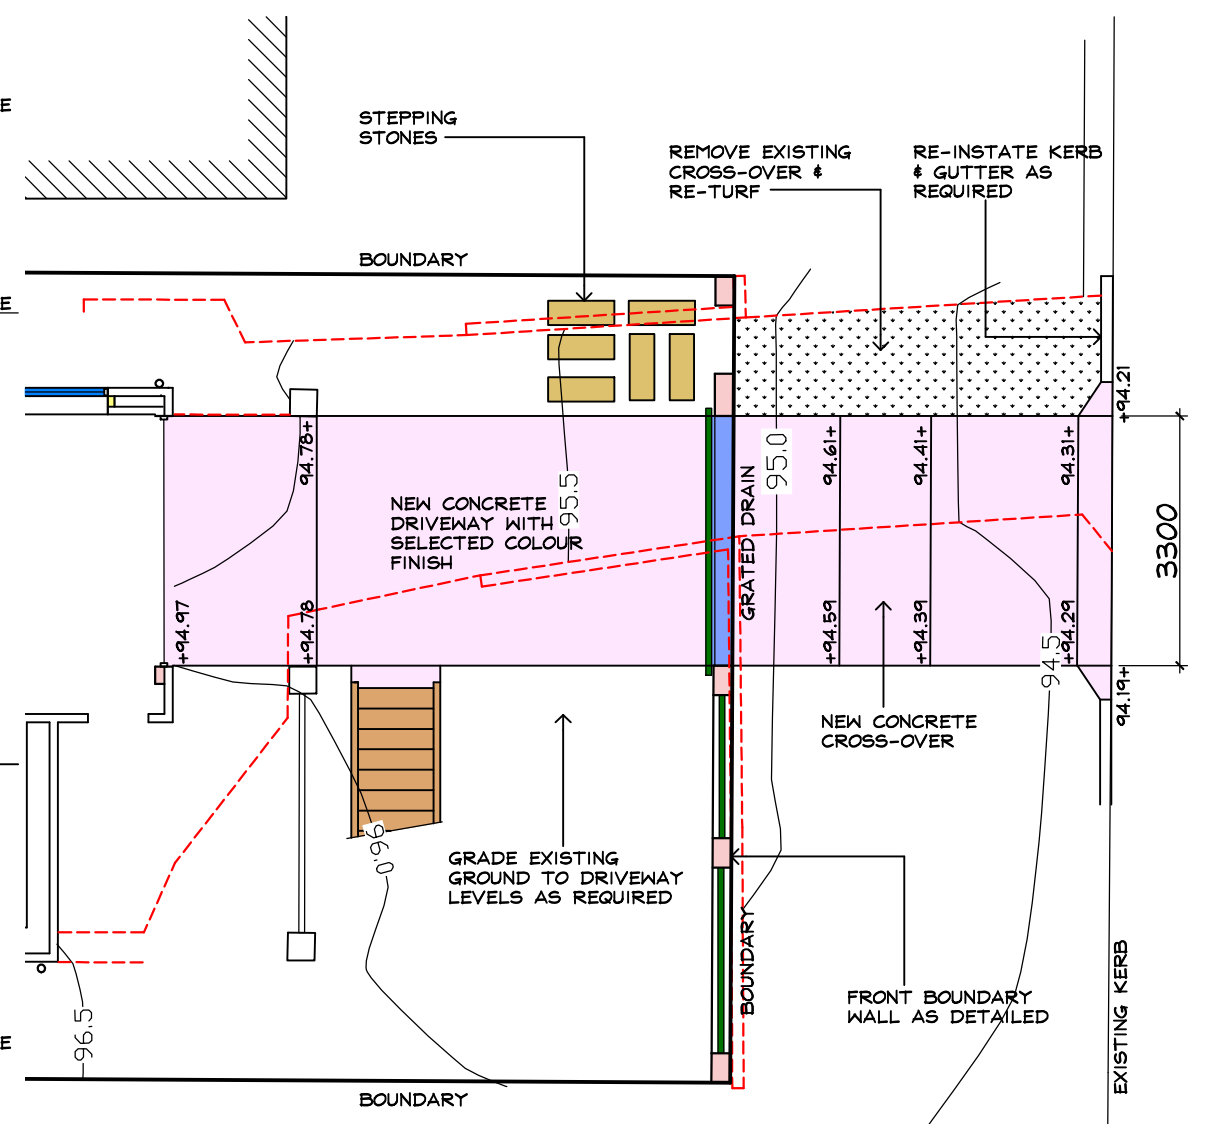 E
STEPPING
STONES
REMOVE EXISTING
CROSS-OVER &
RE-TURF
RE-INSTATE KERB
& GUTTER AS
REQUIRED
BOUNDARY
E
+94.21
94.78+
94.61+
94.41+
94.31+
95.0
95.5
GRATED DRAIN
NEW CONCRETE
DRIVEWAY WITH
SELECTED COLOUR
FINISH
3300
+94.97
+94.78
+94.59
+94.39
+94.29
94.5
94.19+
NEW CONCRETE
CROSS-OVER
96.0
GRADE EXISTING
GROUND TO DRIVEWAY
LEVELS AS REQUIRED
BOUNDARY
FRONT BOUNDARY
WALL AS DETAILED
EXISTING KERB
96.5
E
BOUNDARY